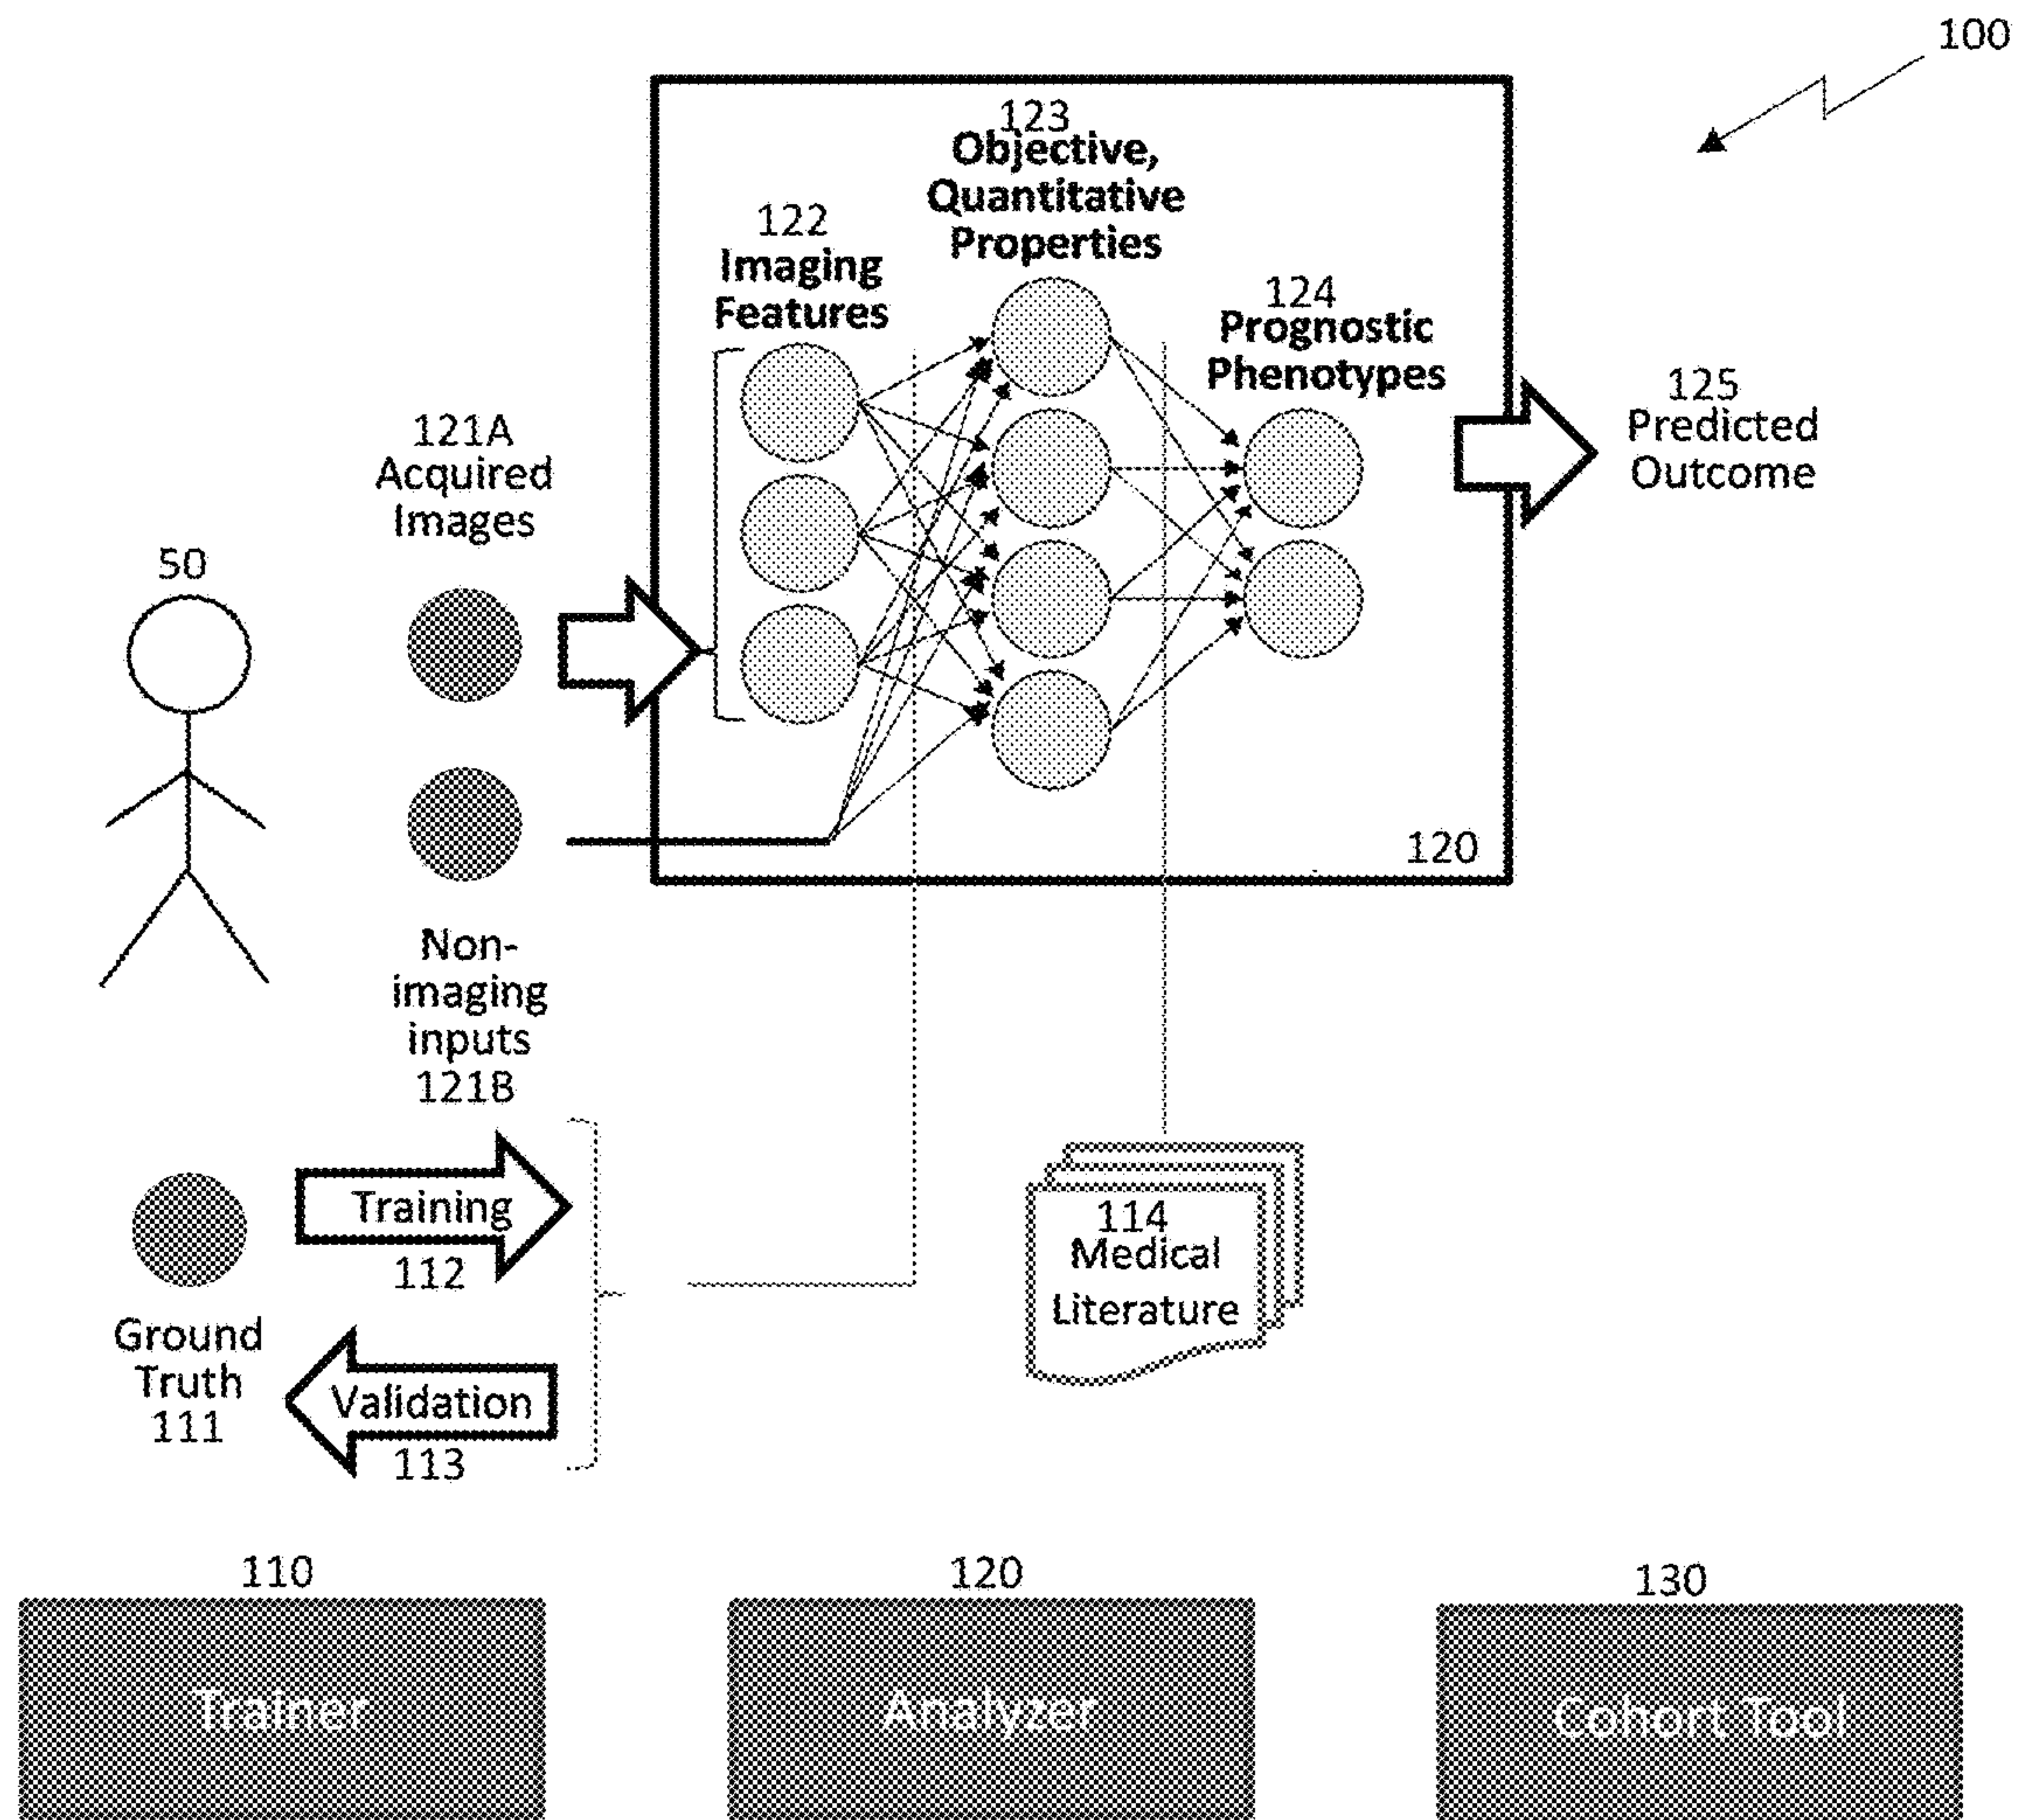 100
123
Objective,
Quantitative
Properties
122
Imaging
Features
124
Prognostic
Phenotypes
125
Predicted
Outcome
121A
Acquired
Images
50
120
Non-
imaging
inputs
121B
Training
112
114
Medical
Literature
Ground
Truth
111
Validation
113
110
Trainer
120
Analyzer
130
Cohort Tool